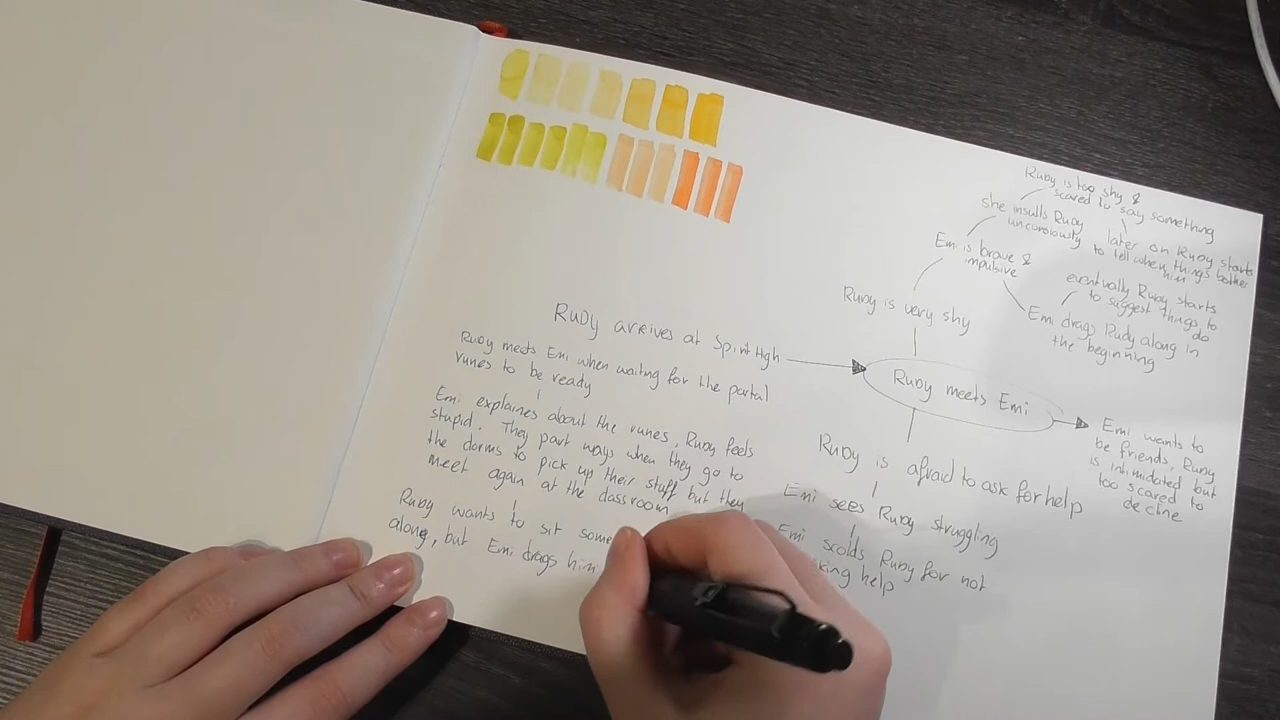 Ruby is too shy &
scared to say something
she insults Ruby
unconsiously
later on Ruby starts
to tell when things bother
him
Emi is brave &
impulsive
eventually Ruby starts
to suggest things to
do
Emi drags Rudy along in
the beginning
Ruby is very shy
Ruby arrives at Spirit High
Ruby meets Emi
Ruby meets Emi when waiting for the portal
runes to be ready
Emi explaines about the runes. Ruby feels
stupid. They part ways when they go to
the dorms to pick up their stuff but they
meet again at the classroom
Ruby wants to sit some
along, but Emi drags him
Ruby is afraid to ask for help
Emi sees Ruby struggling
Emi scolds Ruby for not
help
Emi wants to
be friends, Ruby
is intimidated but
too scared to
decline